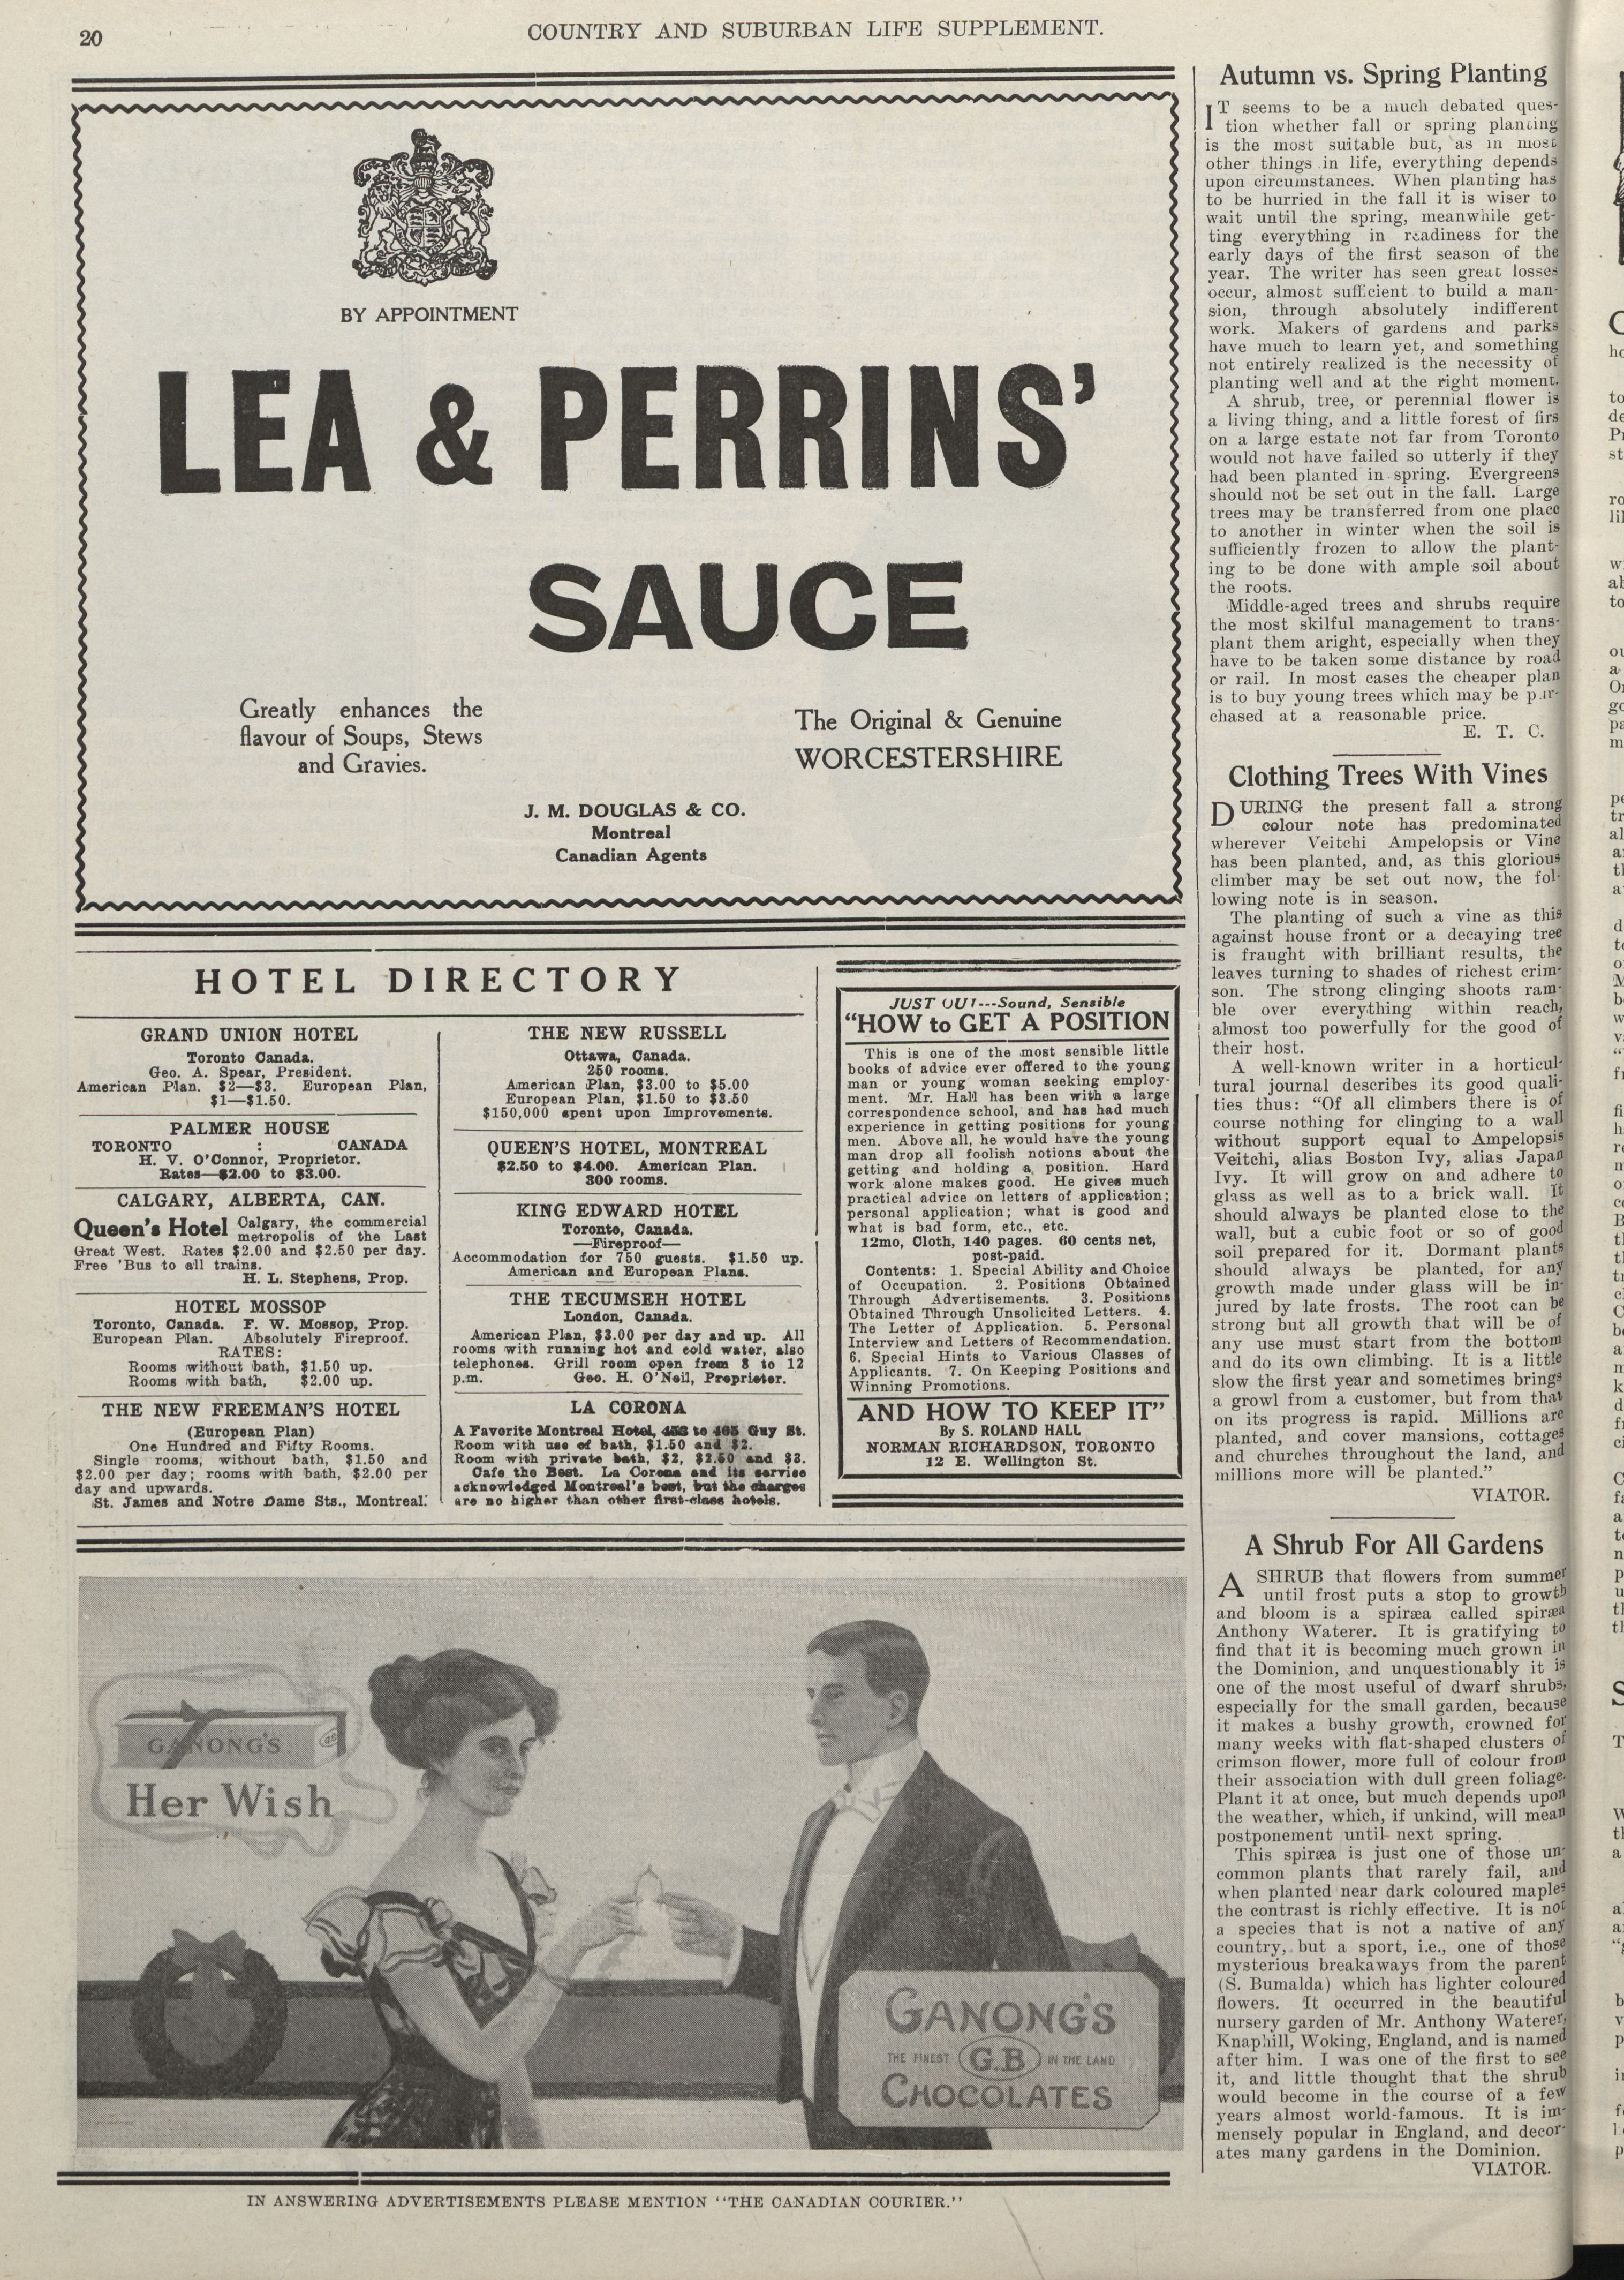 20
COUNTRY AND SUBURBAN LIFE SUPPLEMENT.
BY APPOINTMENT
LEA & PERRINS'
SAUCE
Greatly enhances the
flavour of Soups, Stews
and Gravies.
The Original & Genuine
WORCESTERSHIRE
J. M. DOUGLAS & CO.
Montreal
Canadian Agents
HOTEL DIRECTORY
GRAND UNION HOTEL
Toronto Canada.
Geo. A. Spear, President.
American Plan. $2—$3. European Plan,
$1—$1.50.
PALMER HOUSE
TORONTO : CANADA
H. V. O'Connor, Proprietor.
Rates—$2.00 to $3.00.
CALGARY, ALBERTA, CAN.
Queen's Hotel Calgary, the commercial
metropolis of the Last
Great West. Rates $2.00 and $2.50 per day.
Free 'Bus to all trains.
H. L. Stephens, Prop.
HOTEL MOSSOP
Toronto, Canada. F. W. Mossop, Prop.
European Plan. Absolutely Fireproof.
RATES:
Rooms without bath, $1.50 up.
Rooms with bath, $2.00 up.
THE NEW FREEMAN'S HOTEL
(European Plan)
One Hundred and Fifty Rooms.
Single rooms, without bath, $1.50 and
$2.00 per day; rooms with bath, $2.00 per
day and upwards.
St. James and Notre Dame Sts., Montreal.
THE NEW RUSSELL
Ottawa, Canada.
250 rooms.
American Plan, $3.00 to $5.00
European Plan, $1.50 to $3.50
$150,000 spent upon Improvements.
QUEEN'S HOTEL, MONTREAL
$2.50 to $4.00. American Plan.
300 rooms.
KING EDWARD HOTEL
Toronto, Canada.
—Fireproof—
Accommodation for 750 guests. $1.50 up.
American and European Plans.
THE TECUMSEH HOTEL
London, Canada.
American Plan, $3.00 per day and up. All
rooms with running hot and cold water, also
telephones. Grill room open from 8 to 12
p.m. Geo. H. O'Neil, Proprietor.
LA CORONA
A Favorite Montreal Hotel, 453 to 465 Guy St.
Room with use of bath, $1.50 and $2.
Room with private bath, $2, $2.50 and $3.
Cafe the Best. La Corona and its service
acknowledged Montreal's best, but the charges
are no higher than other first-class hotels.
JUST OUT---Sound, Sensible
"HOW to GET A POSITION
This is one of the most sensible little
books of advice ever offered to the young
man or young woman seeking employ-
ment. Mr. Hall has been with a large
correspondence school, and has had much
experience in getting positions for young
men. Above all, he would have the young
man drop all foolish notions about the
getting and holding a position. Hard
work alone makes good. He gives much
practical advice on letters of application;
personal application; what is good and
what is bad form, etc., etc.
12mo, Cloth, 140 pages. 60 cents net,
post-paid.
Contents: 1. Special Ability and Choice
of Occupation. 2. Positions Obtained
Through Advertisements. 3. Positions
Obtained Through Unsolicited Letters. 4.
The Letter of Application. 5. Personal
Interview and Letters of Recommendation.
6. Special Hints to Various Classes of
Applicants. 7. On Keeping Positions and
Winning Promotions.
AND HOW TO KEEP IT"
By S. ROLAND HALL
NORMAN RICHARDSON, TORONTO
12 E. Wellington St.
GANONG'S
Her Wish
GANONG'S
THE FINEST G.B IN THE LAND
CHOCOLATES
IN ANSWERING ADVERTISEMENTS PLEASE MENTION "THE CANADIAN COURIER."
Autumn vs. Spring Planting
IT seems to be a much debated ques-
tion whether fall or spring planting
is the most suitable but, as in most
other things in life, everything depends
upon circumstances. When planting has
to be hurried in the fall it is wiser to
wait until the spring, meanwhile get-
ting everything in readiness for the
early days of the first season of the
year. The writer has seen great losses
occur, almost sufficient to build a man-
sion, through absolutely indifferent
work. Makers of gardens and parks
have much to learn yet, and something
not entirely realized is the necessity of
planting well and at the right moment.
A shrub, tree, or perennial flower is
a living thing, and a little forest of firs
on a large estate not far from Toronto
would not have failed so utterly if they
had been planted in spring. Evergreens
should not be set out in the fall. Large
trees may be transferred from one place
to another in winter when the soil is
sufficiently frozen to allow the plant-
ing to be done with ample soil about
the roots.
Middle-aged trees and shrubs require
the most skilful management to trans-
plant them aright, especially when they
have to be taken some distance by road
or rail. In most cases the cheaper plan
is to buy young trees which may be pur-
chased at a reasonable price.
E. T. C.
Clothing Trees With Vines
DURING the present fall a strong
colour note has predominated
wherever Veitchi Ampelopsis or Vine
has been planted, and, as this glorious
climber may be set out now, the fol-
lowing note is in season.
The planting of such a vine as this
against house front or a decaying tree
is fraught with brilliant results, the
leaves turning to shades of richest crim-
son. The strong clinging shoots ram-
ble over everything within reach,
almost too powerfully for the good of
their host.
A well-known writer in a horticul-
tural journal describes its good quali-
ties thus: "Of all climbers there is of
course nothing for clinging to a wall
without support equal to Ampelopsis
Veitchi, alias Boston Ivy, alias Japan
Ivy. It will grow on and adhere to
glass as well as to a brick wall. It
should always be planted close to the
wall, but a cubic foot or so of good
soil prepared for it. Dormant plants
should always be planted, for any
growth made under glass will be in-
jured by late frosts. The root can be
strong but all growth that will be of
any use must start from the bottom
and do its own climbing. It is a little
slow the first year and sometimes brings
a growl from a customer, but from that
on its progress is rapid. Millions are
planted, and cover mansions, cottages
and churches throughout the land, and
millions more will be planted."
VIATOR.
A Shrub For All Gardens
A SHRUB that flowers from summer
until frost puts a stop to growth
and bloom is a spiræa called spiræa
Anthony Waterer. It is gratifying to
find that it is becoming much grown in
the Dominion, and unquestionably it is
one of the most useful of dwarf shrubs,
especially for the small garden, because
it makes a bushy growth, crowned for
many weeks with flat-shaped clusters of
crimson flower, more full of colour from
their association with dull green foliage.
Plant it at once, but much depends upon
the weather, which, if unkind, will mean
postponement until next spring.
This spiræa is just one of those un-
common plants that rarely fail, and
when planted near dark coloured maples
the contrast is richly effective. It is not
a species that is not a native of any
country, but a sport, i.e., one of those
mysterious breakaways from the parent
(S. Bumalda) which has lighter coloured
flowers. It occurred in the beautiful
nursery garden of Mr. Anthony Waterer,
Knaphill, Woking, England, and is named
after him. I was one of the first to see
it, and little thought that the shrub
would become in the course of a few
years almost world-famous. It is im-
mensely popular in England, and decor-
ates many gardens in the Dominion.
VIATOR.